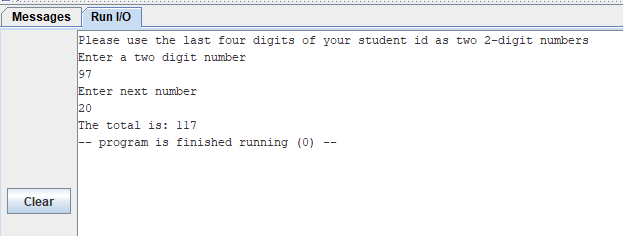 Messages Run I/O
Please use the last four digits of your student id as two 2-digit numbers
Enter a two digit number
97
Enter next number
20
The total is: 117
-- program is finished running (0) --
Clear